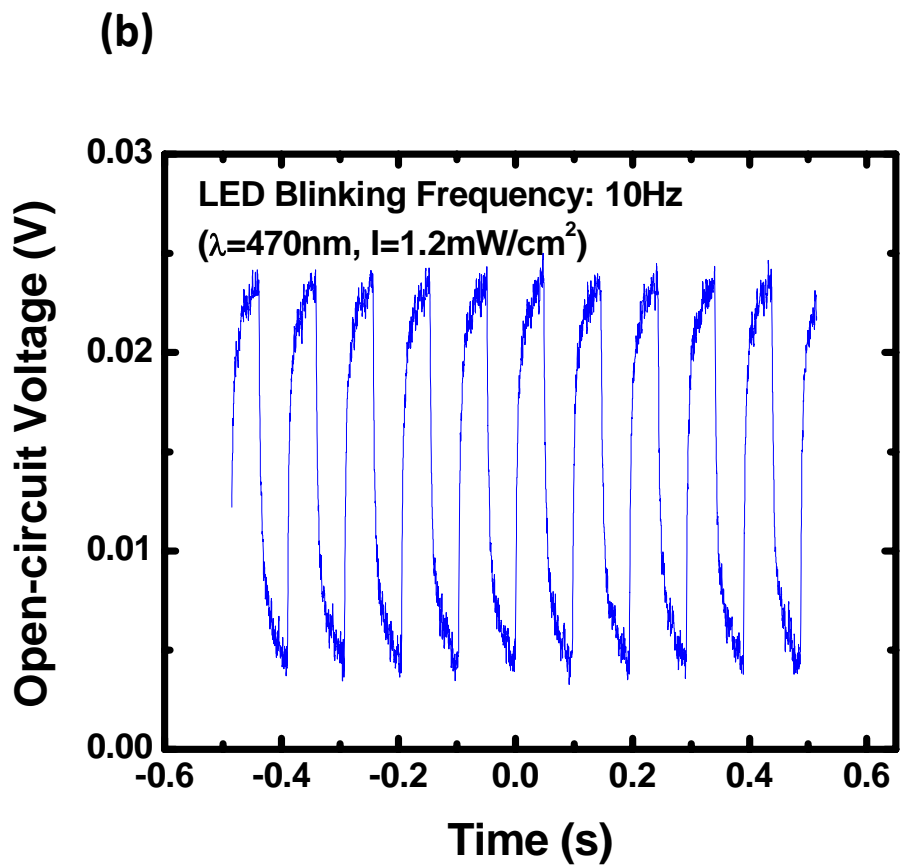 (b)
0.03
LED Blinking Frequency: 10Hz
(λ=470nm, I=1.2mW/cm²)
0.02
0.01
0.00
Open-circuit Voltage (V)
-0.6 -0.4 -0.2 0.0 0.2 0.4 0.6
Time (s)